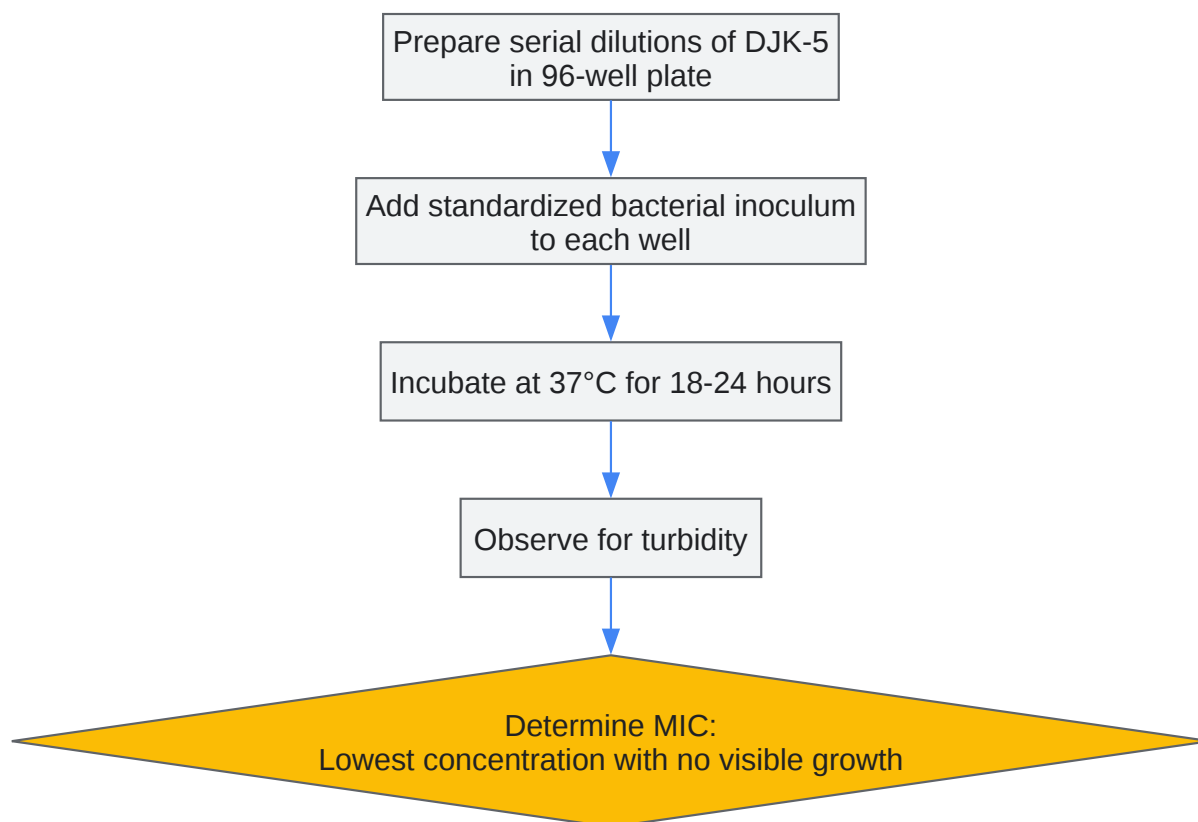 Prepare serial dilutions of DJK-5
in 96-well plate
Add standardized bacterial inoculum
to each well
Incubate at 37°C for 18-24 hours
Observe for turbidity
Determine MIC:
Lowest concentration with no visible growth